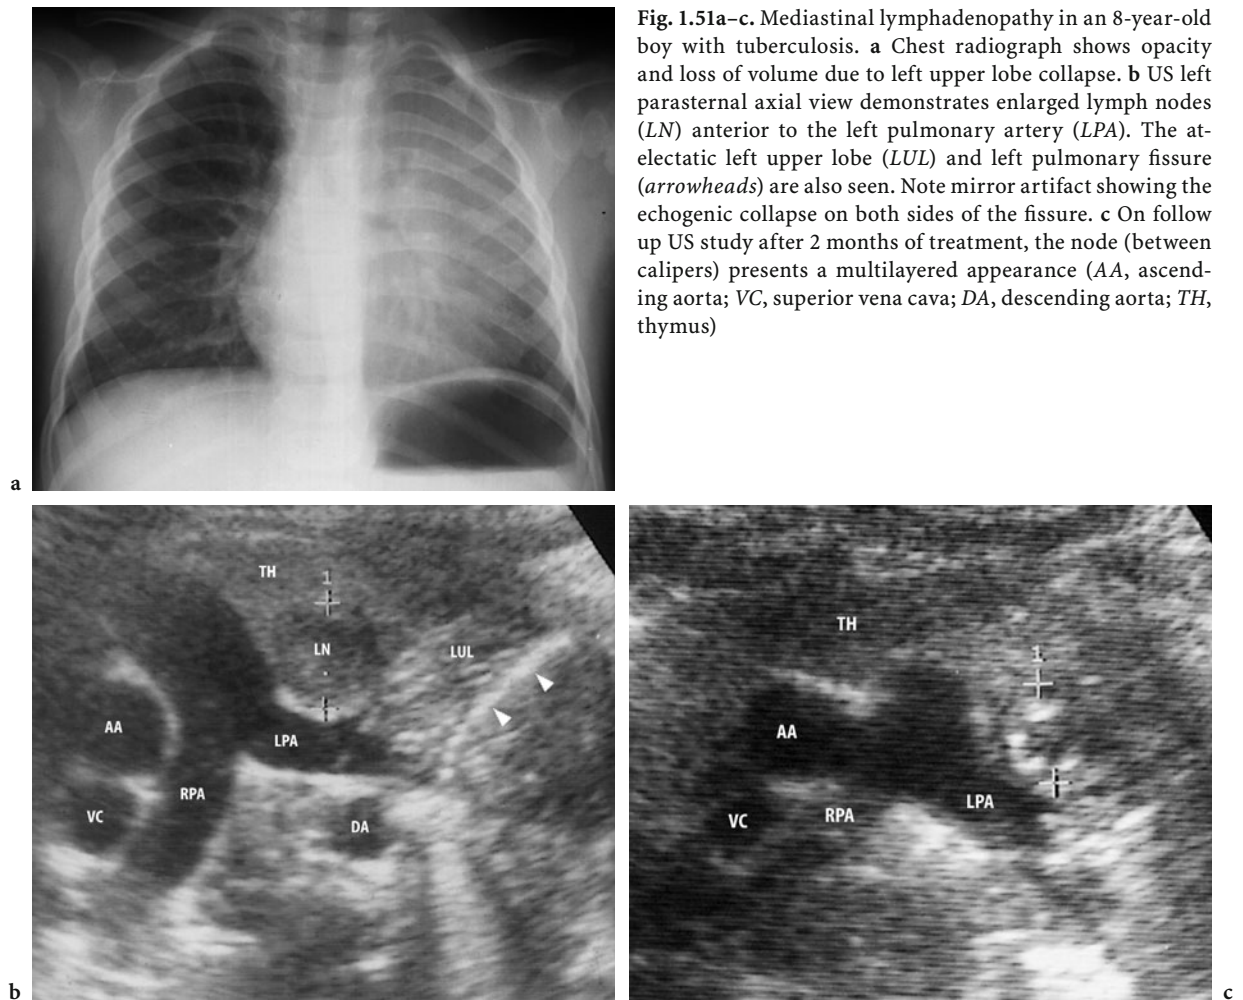 Fig. 1.51a–c. Mediastinal lymphadenopathy in an 8-year-old
boy with tuberculosis. a Chest radiograph shows opacity
and loss of volume due to left upper lobe collapse. b US left
parasternal axial view demonstrates enlarged lymph nodes
(LN) anterior to the left pulmonary artery (LPA). The at-
electatic left upper lobe (LUL) and left pulmonary fissure
(arrowheads) are also seen. Note mirror artifact showing the
echogenic collapse on both sides of the fissure. c On follow
up US study after 2 months of treatment, the node (between
calipers) presents a multilayered appearance (AA, ascend-
ing aorta; VC, superior vena cava; DA, descending aorta; TH,
thymus)
a
TH
1
LN
LUL
AA
LPA
RPA
VC
DA
b
TH
1
AA
LPA
VC
RPA
c